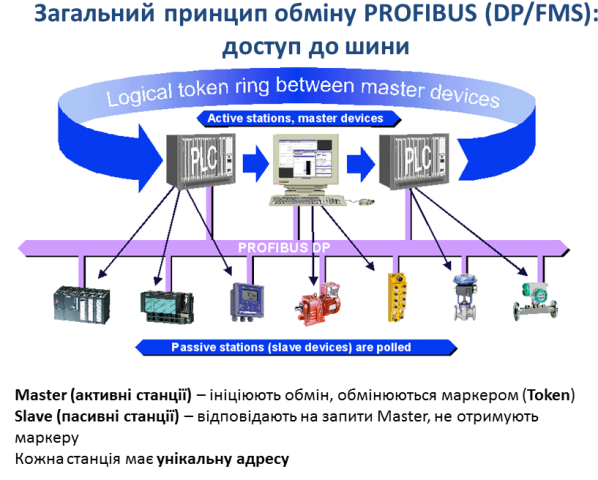 Загальний принцип обміну PROFIBUS (DP/FMS):
доступ до шини
Logical token ring between master devices
Active stations, master devices
PLC
PLC
PROFIBUS DP
Passive stations (slave devices) are polled
Master (активні станції) – ініціюють обмін, обмінюються маркером (Token)
Slave (пасивні станції) – відповідають на запити Master, не отримують
маркеру
Кожна станція має унікальну адресу